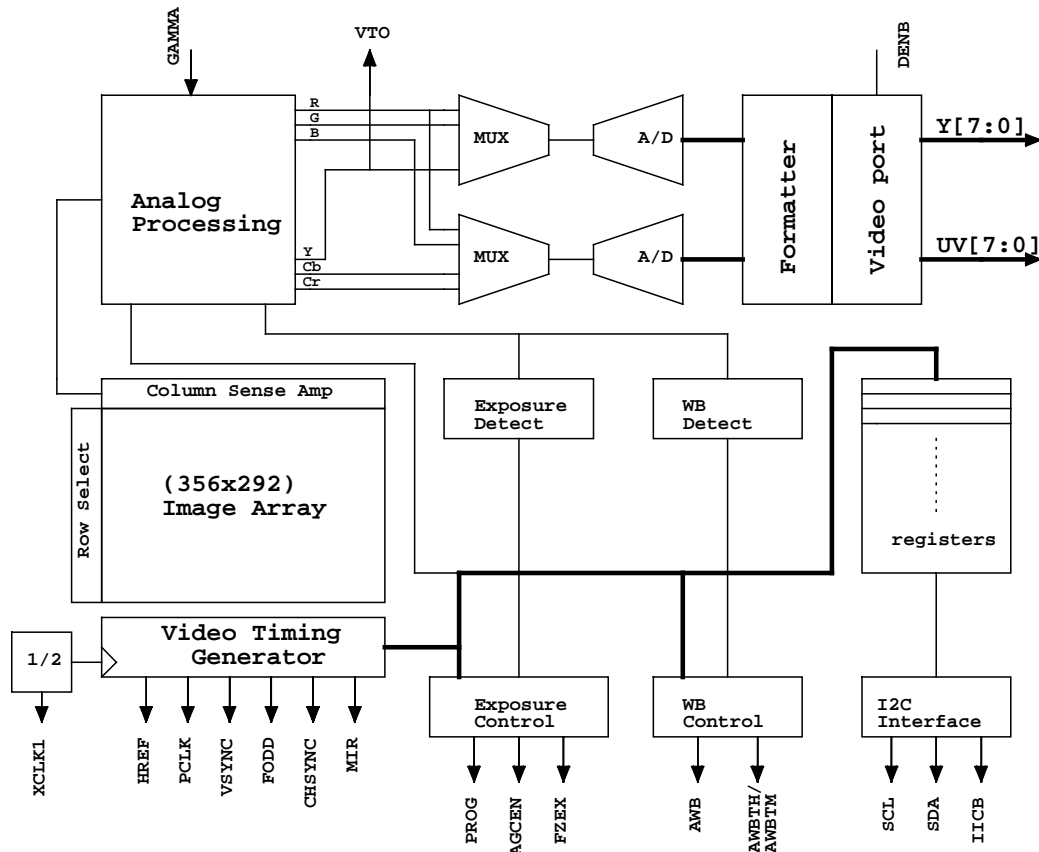 GAMMA
VTO
DENB
R
G
B
MUX
A/D
Y[7:0]
Analog
Processing
Formatter
Video port
Y
Cb
Cr
MUX
A/D
UV[7:0]
Column Sense Amp
Exposure
Detect
WB
Detect
Row Select
(356x292)
Image Array
registers
1/2
Video Timing
Generator
Exposure
Control
WB
Control
I2C
Interface
XCLK1
HREF
PCLK
VSYNC
FODD
CHSYNC
MIR
PROG
AGCEN
FZEX
AWB
AWBTH/
AWBTM
SCL
SDA
IICB